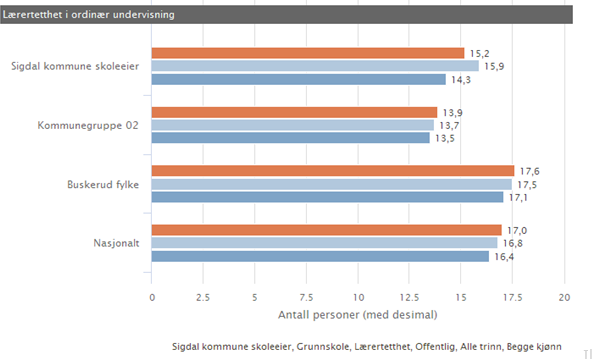 Lærertetthet i ordinær undervisning
Sigdal kommune skoleeier
15,2
15,9
14,3
Kommunegruppe 02
13,9
13,7
13,5
Buskerud fylke
17,6
17,5
17,1
Nasjonalt
17,0
16,8
16,4
0 2.5 5 7.5 10 12.5 15 17.5 20
Antall personer (med desimal)
Sigdal kommune skoleeier, Grunnskole, Lærertetthet, Offentlig, Alle trinn, Begge kjønn